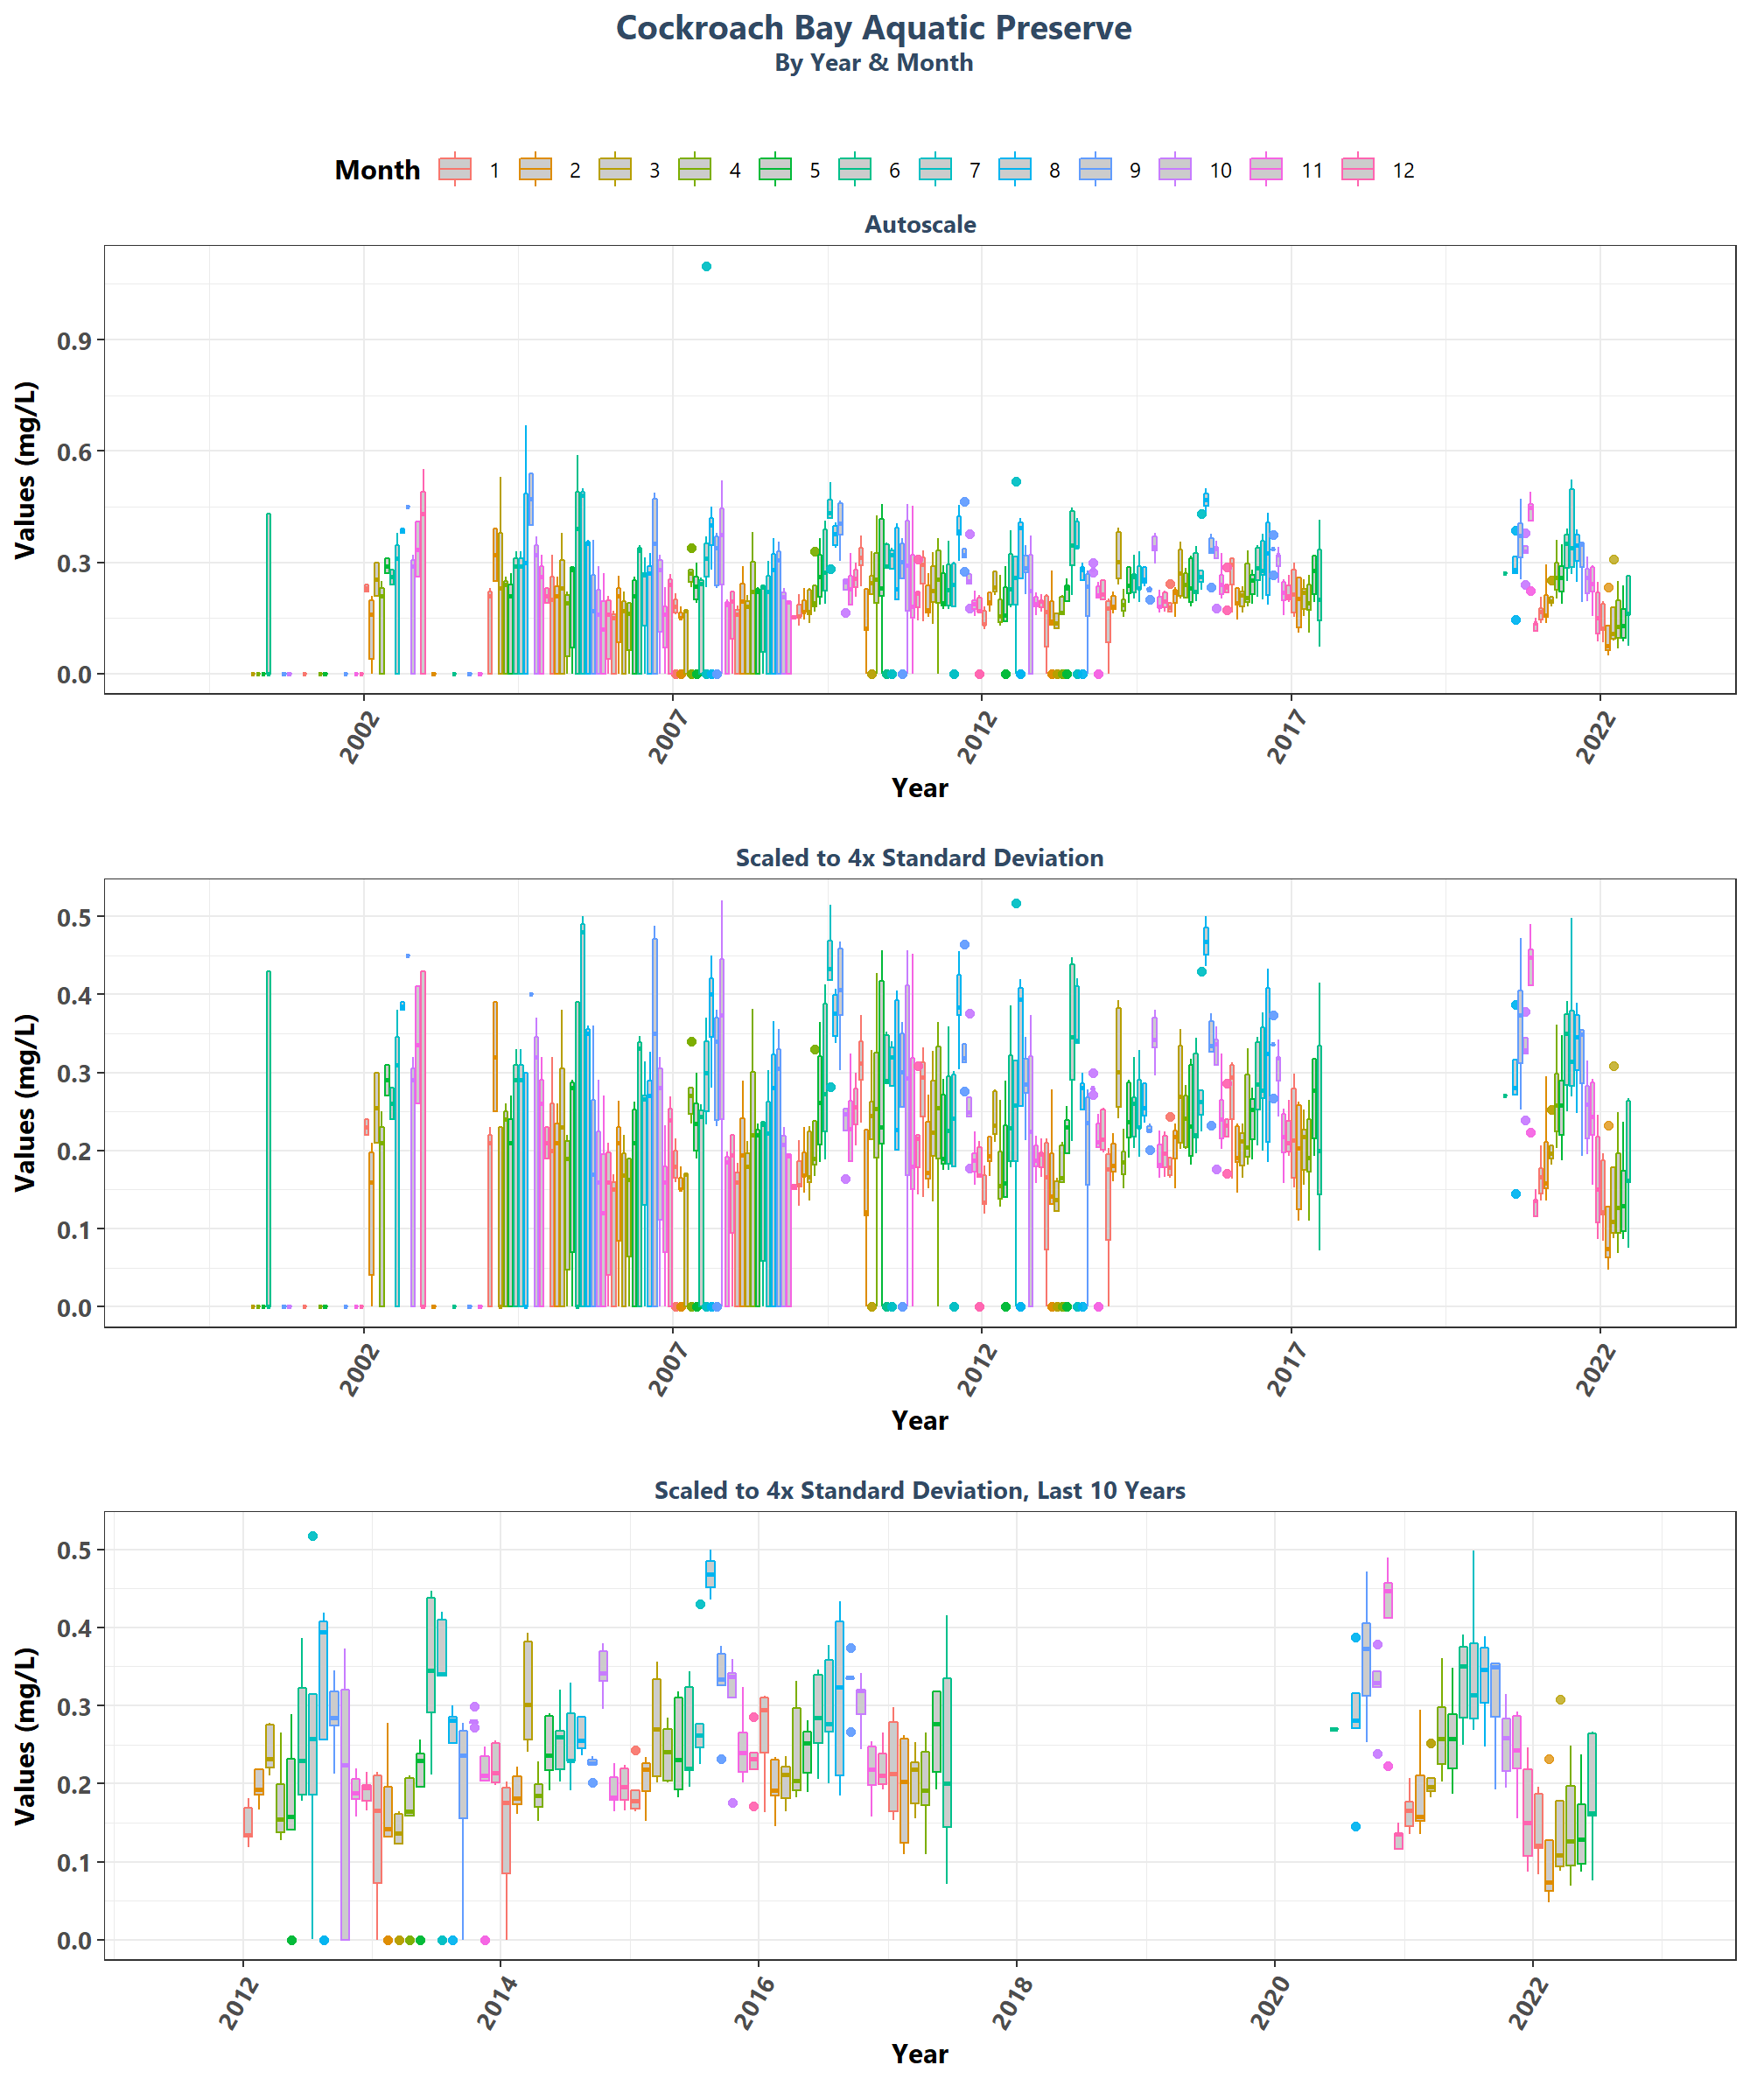 Cockroach Bay Aquatic Preserve
By Year & Month
Month 1 2 3 4 5 6 7 8 9 10 11 12
Autoscale
Values (mg/L)
0.9
0.6
0.3
0.0
2002 2007 2012 2017 2022
Year
Scaled to 4x Standard Deviation
Values (mg/L)
0.5
0.4
0.3
0.2
0.1
0.0
2002 2007 2012 2017 2022
Year
Scaled to 4x Standard Deviation, Last 10 Years
Values (mg/L)
0.5
0.4
0.3
0.2
0.1
0.0
2012 2014 2016 2018 2020 2022
Year